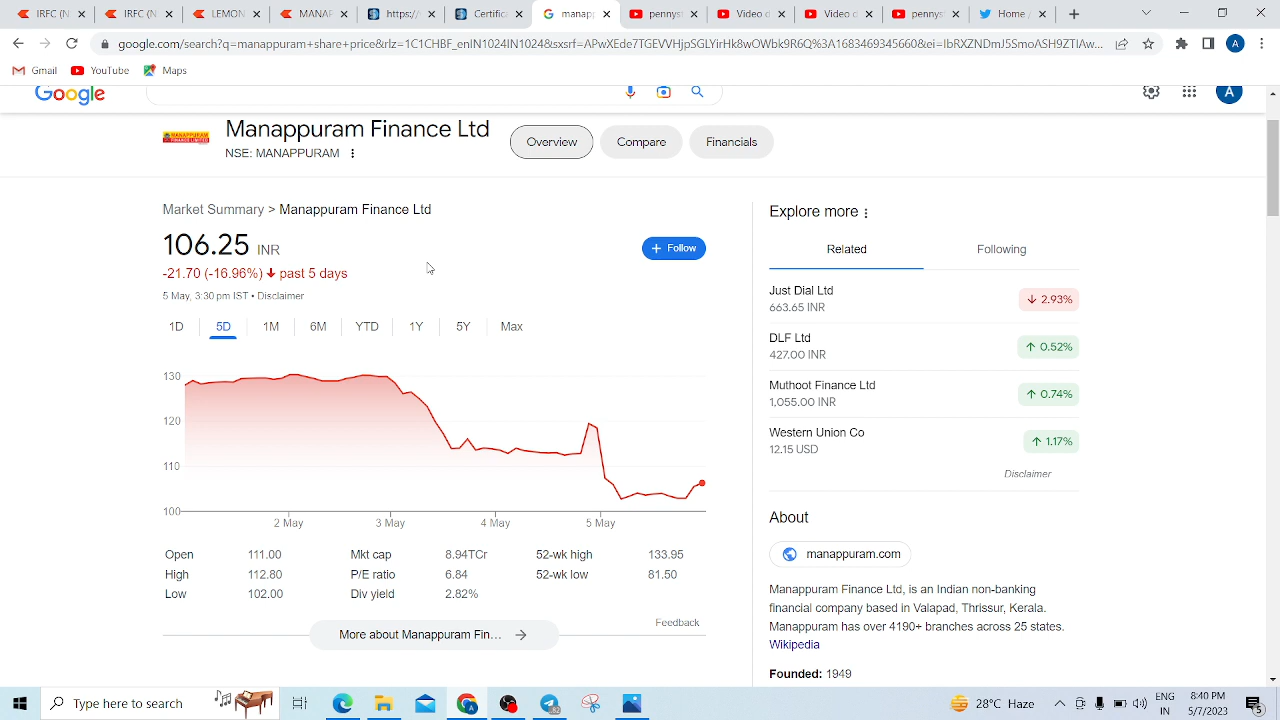 IRFC (N
IRFC (N
LEMON
MANAP
https://
Certifica
manapp
pennyst
Video d
Video d
pennyst
Home /
google.com/search?q=manappuram+share+price&rlz=1C1CHBF_enIN1024IN1024&sxsrf=APwXEde7TGEVVHjpSGLYirHk8wOWbk9R6Q%3A1683469345660&ei=IbRXZNDmJ5SmoASH9ZTIAw...
Gmail
YouTube
Maps
Google
A
MANAPPURAM
Manappuram Finance Ltd
NSE: MANAPPURAM
Overview
Compare
Financials
Market Summary > Manappuram Finance Ltd
106.25 INR
+ Follow
-21.70 (-16.96%) ↓ past 5 days
5 May, 3:30 pm IST • Disclaimer
1D 5D 1M 6M YTD 1Y 5Y Max
130
120
110
100
2 May 3 May 4 May 5 May
Open 111.00 Mkt cap 8.94TCr 52-wk high 133.95
High 112.80 P/E ratio 6.84 52-wk low 81.50
Low 102.00 Div yield 2.82%
Feedback
More about Manappuram Fin... →
Explore more
Related Following
Just Dial Ltd
663.65 INR
↓ 2.93%
DLF Ltd
427.00 INR
↑ 0.52%
Muthoot Finance Ltd
1,055.00 INR
↑ 0.74%
Western Union Co
12.15 USD
↑ 1.17%
Disclaimer
About
manappuram.com
Manappuram Finance Ltd, is an Indian non-banking
financial company based in Valapad, Thrissur, Kerala.
Manappuram has over 4190+ branches across 25 states.
Wikipedia
Founded: 1949
Type here to search
28°C Haze
ENG
IN
8:40 PM
5/7/2023